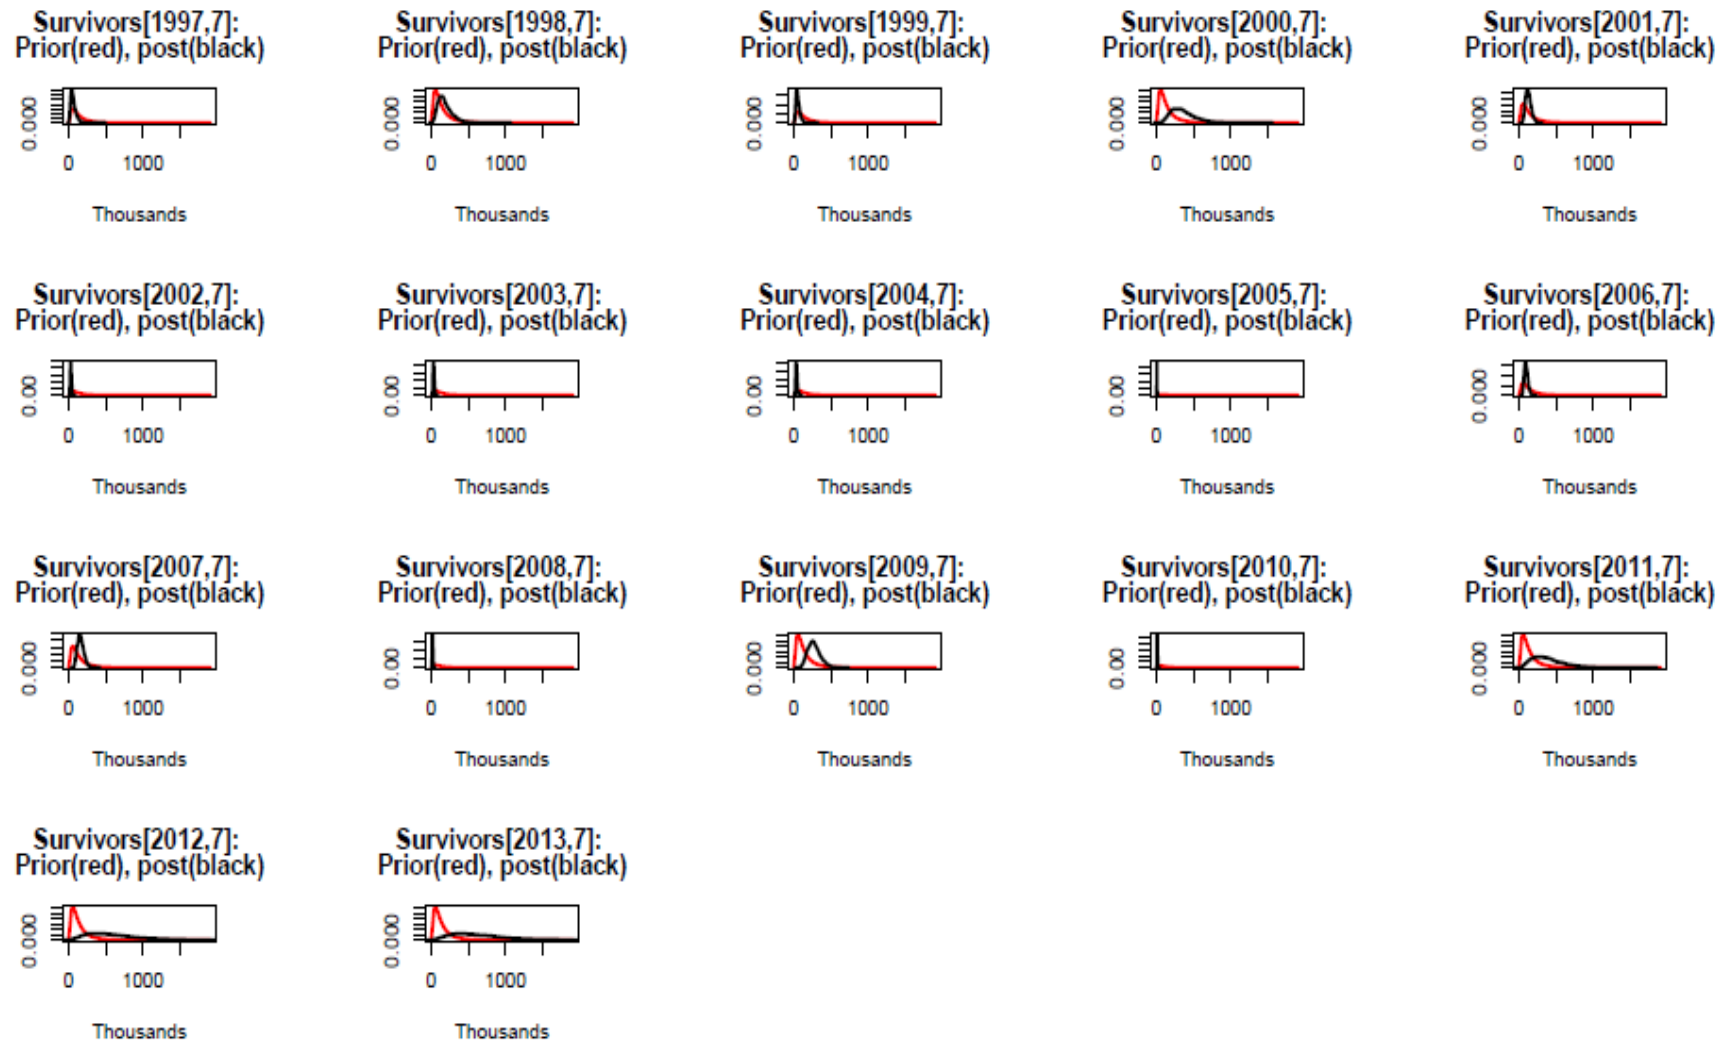 Survivors[1997,7]:
Prior(red), post(black)
0.000
0 1000
Thousands
Survivors[1998,7]:
Prior(red), post(black)
0.000
0 1000
Thousands
Survivors[1999,7]:
Prior(red), post(black)
0.000
0 1000
Thousands
Survivors[2000,7]:
Prior(red), post(black)
0.000
0 1000
Thousands
Survivors[2001,7]:
Prior(red), post(black)
0.000
0 1000
Thousands
Survivors[2002,7]:
Prior(red), post(black)
0.00
0 1000
Thousands
Survivors[2003,7]:
Prior(red), post(black)
0.00
0 1000
Thousands
Survivors[2004,7]:
Prior(red), post(black)
0.00
0 1000
Thousands
Survivors[2005,7]:
Prior(red), post(black)
0.00
0 1000
Thousands
Survivors[2006,7]:
Prior(red), post(black)
0.000
0 1000
Thousands
Survivors[2007,7]:
Prior(red), post(black)
0.000
0 1000
Thousands
Survivors[2008,7]:
Prior(red), post(black)
0.00
0 1000
Thousands
Survivors[2009,7]:
Prior(red), post(black)
0.000
0 1000
Thousands
Survivors[2010,7]:
Prior(red), post(black)
0.00
0 1000
Thousands
Survivors[2011,7]:
Prior(red), post(black)
0.000
0 1000
Thousands
Survivors[2012,7]:
Prior(red), post(black)
0.000
0 1000
Thousands
Survivors[2013,7]:
Prior(red), post(black)
0.000
0 1000
Thousands